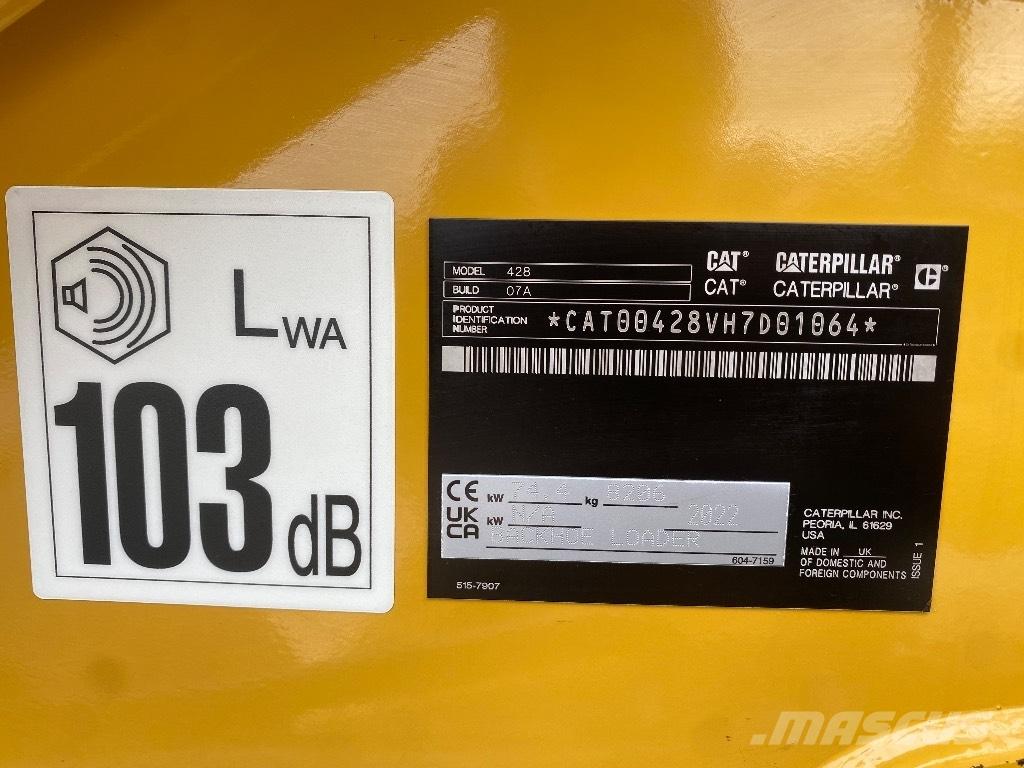 LWA
103
dB
MODEL 428
BUILD 07A
CAT® CATERPILLAR®
CAT® CATERPILLAR®
PRODUCT
IDENTIFICATION
NUMBER
*CAT00428VH7D01064*
CE kW 74.4 kg 8206
UK
CA kW N/A 2022
BACKHOE LOADER
604-7159
515-7907
CATERPILLAR INC.
PEORIA, IL 61629
USA
MADE IN UK
OF DOMESTIC AND
FOREIGN COMPONENTS
ISSUE 1
MASCUS